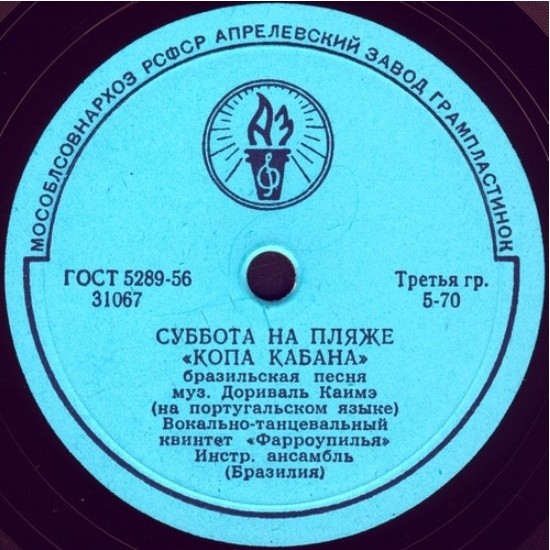 МОСОБЛСОВНАРХОЗ РСФСР АПРЕЛЕВСКИЙ ЗАВОД ГРАМПЛАСТИНОК
АЗ
ГОСТ 5289-56
31067
Третья гр.
5-70
СУББОТА НА ПЛЯЖЕ
«КОПА КАБАНА»
бразильская песня
муз. Дориваль Каимэ
(на португальском языке)
Вокально-танцевальный
квинтет «Фарроупилья»
Инстр. ансамбль
(Бразилия)